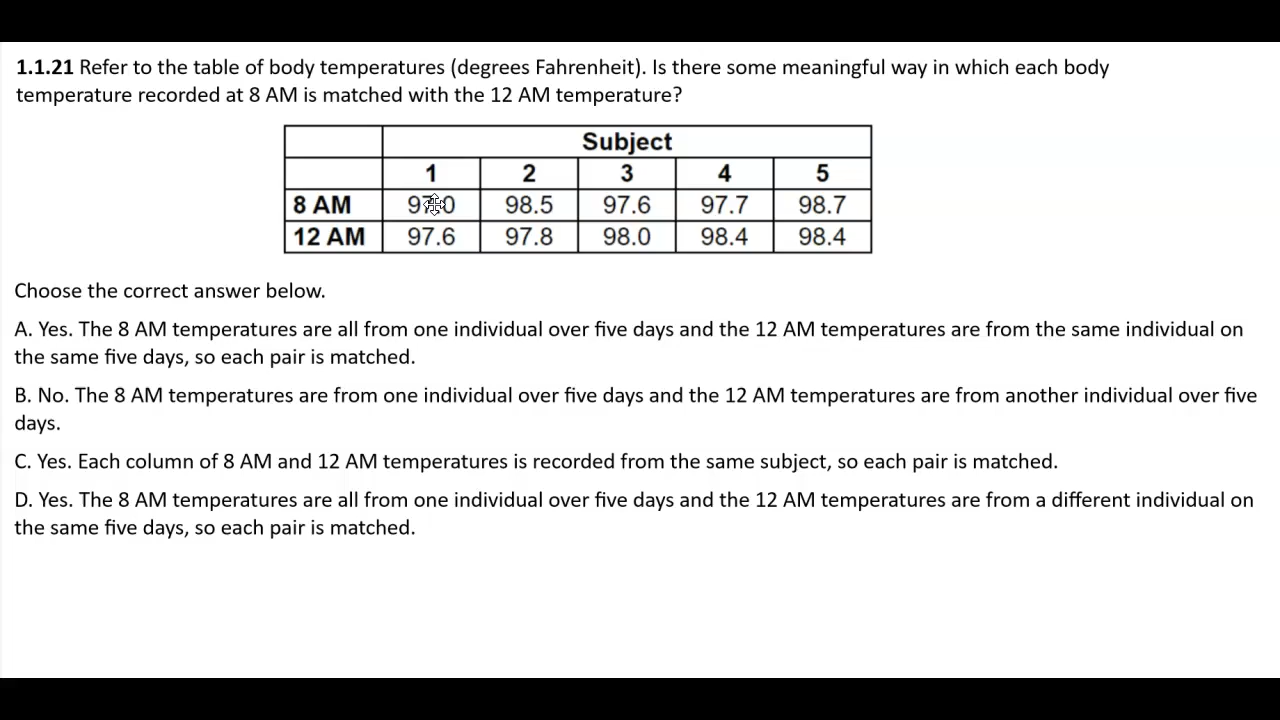 1.1.21 Refer to the table of body temperatures (degrees Fahrenheit). Is there some meaningful way in which each body
temperature recorded at 8 AM is matched with the 12 AM temperature?
Subject
1 2 3 4 5
8 AM 98.5 97.6 97.7 98.7
12 AM 97.6 97.8 98.0 98.4 98.4
Choose the correct answer below.
A. Yes. The 8 AM temperatures are all from one individual over five days and the 12 AM temperatures are from the same individual on
the same five days, so each pair is matched.
B. No. The 8 AM temperatures are from one individual over five days and the 12 AM temperatures are from another individual over five
days.
C. Yes. Each column of 8 AM and 12 AM temperatures is recorded from the same subject, so each pair is matched.
D. Yes. The 8 AM temperatures are all from one individual over five days and the 12 AM temperatures are from a different individual on
the same five days, so each pair is matched.